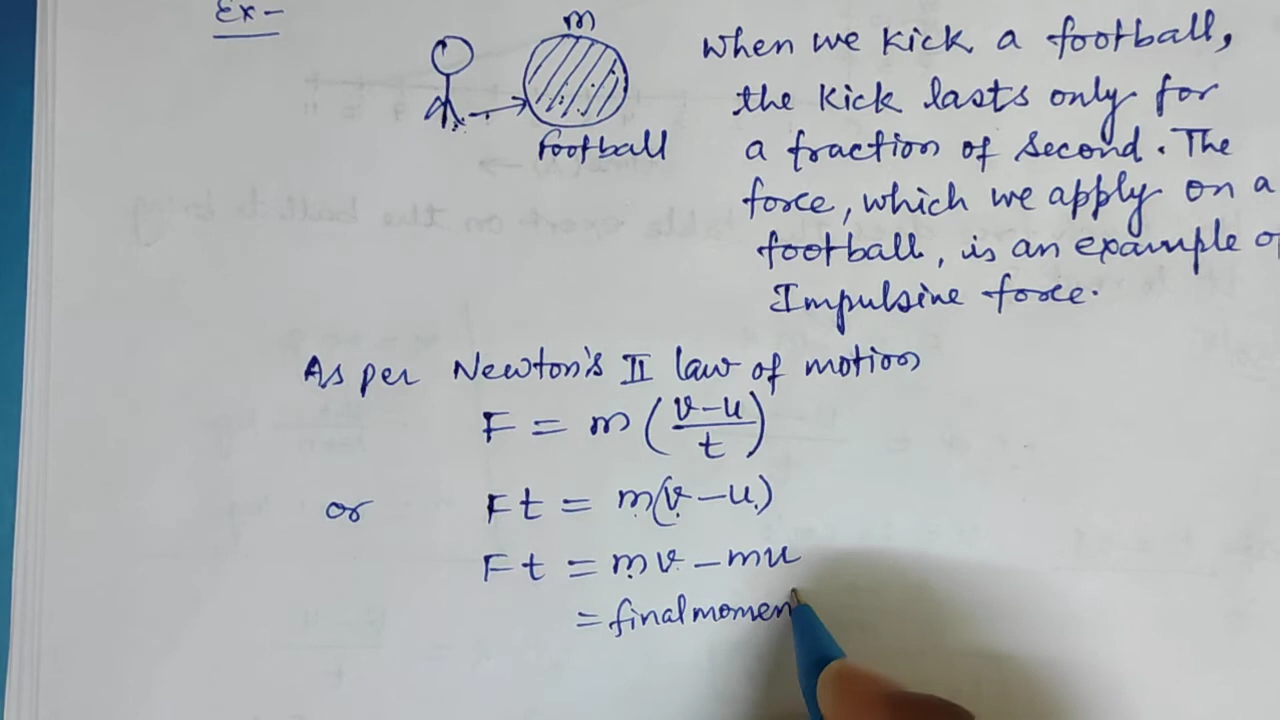 Ex-
m
football
When we kick a football,
the kick lasts only for
a fraction of second. The
force, which we apply on a
football, is an example of
Impulsive force.
As per Newton's II law of motion
F = m(v-u/t)
or Ft = m(v-u)
Ft = mv-mu
= final momen